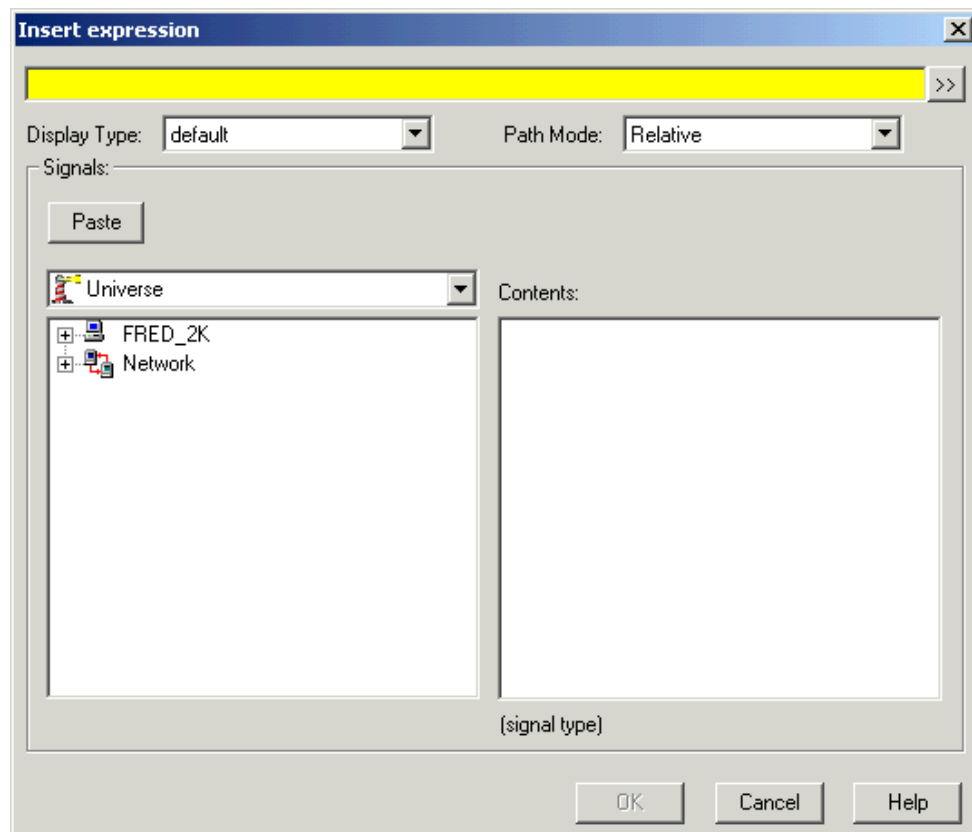 Insert expression
>>
Display Type: default Path Mode: Relative
Signals:
Paste
Universe
Contents:
FRED_2K
Network
(signal type)
OK Cancel Help